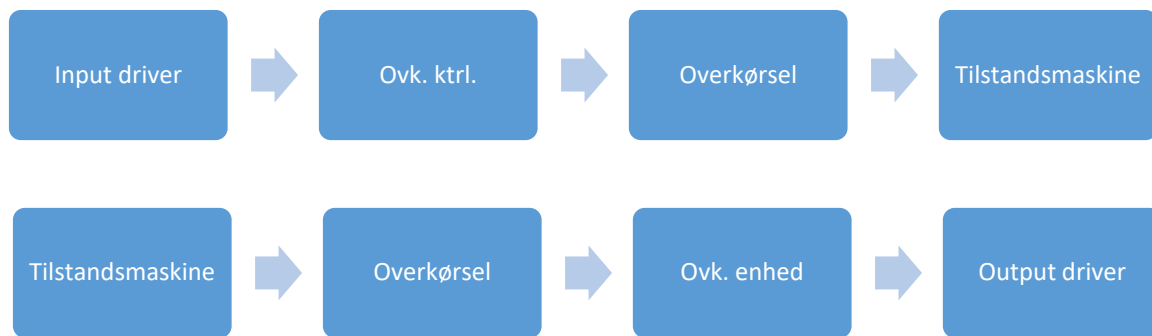 Input driver
Ovk. ktrl.
Overkørsel
Tilstandsmaskine
Tilstandsmaskine
Overkørsel
Ovk. enhed
Output driver